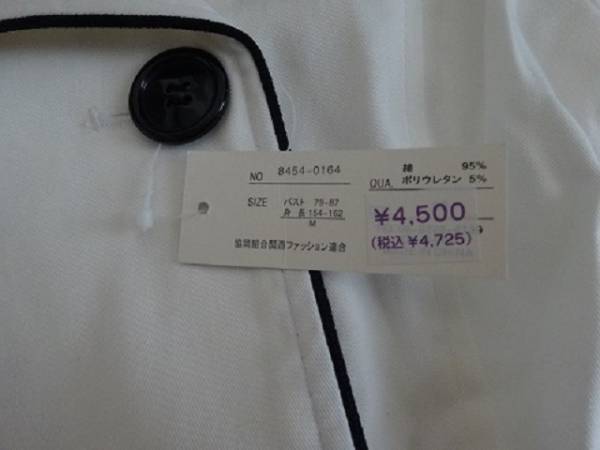 NO 8454-0164
SIZE バスト 79-87
身長 154-162
M
協同組合関西ファッション連合
綿 95%
QUA. ポリウレタン 5%
¥4,500
(税込 ¥4,725)